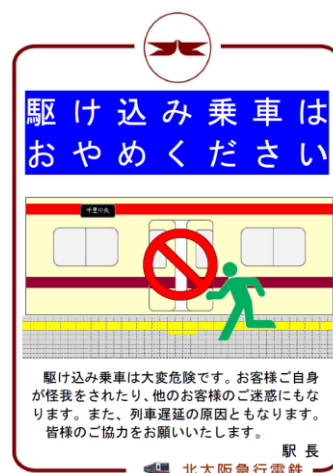 駆け込み乗車は
おやめください
千里中央
駆け込み乗車は大変危険です。お客様ご自身
が怪我をされたり、他のお客様のご迷惑にもな
ります。また、列車遅延の原因ともなります。
皆様のご協力をお願いいたします。
駅 長
北大阪急行電鉄